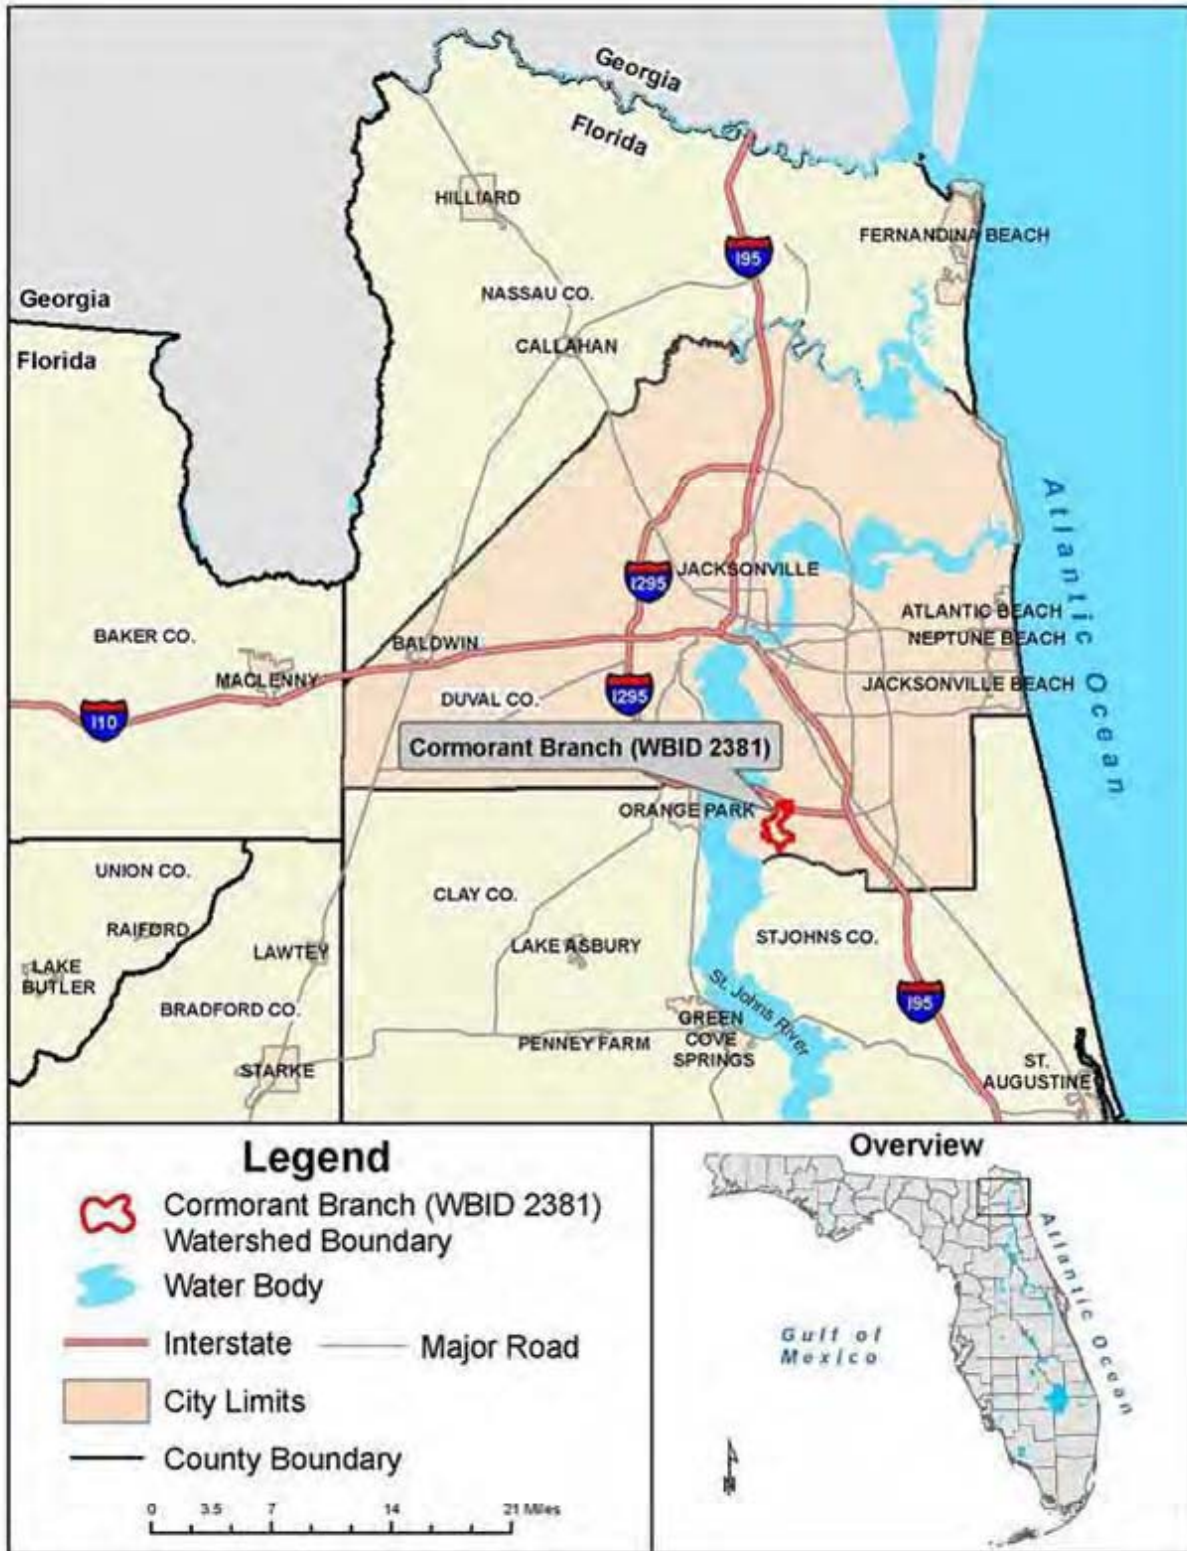 Georgia
Florida
HILLIARD
FERNANDINA BEACH
I95
NASSAU CO.
Georgia
CALLAHAN
Florida
Atlantic Ocean
I295
JACKSONVILLE
ATLANTIC BEACH
BAKER CO.
BALDWIN
NEPTUNE BEACH
MACLENNY
JACKSONVILLE BEACH
I295
DUVAL CO.
I10
Cormorant Branch (WBID 2381)
ORANGE PARK
UNION CO.
CLAY CO.
RAIFORD
STJOHNS CO.
LAWTEY
LAKE ASBURY
LAKE
BUTLER
St. Johns River
I95
BRADFORD CO.
GREEN
COVE
SPRINGS
PENNEY FARM
STARKE
ST.
AUGUSTINE
Legend
Cormorant Branch (WBID 2381)
Watershed Boundary
Water Body
Interstate
Major Road
City Limits
County Boundary
0 3.5 7 14 21 Miles
Overview
Atlantic Ocean
Gulf of
Mexico